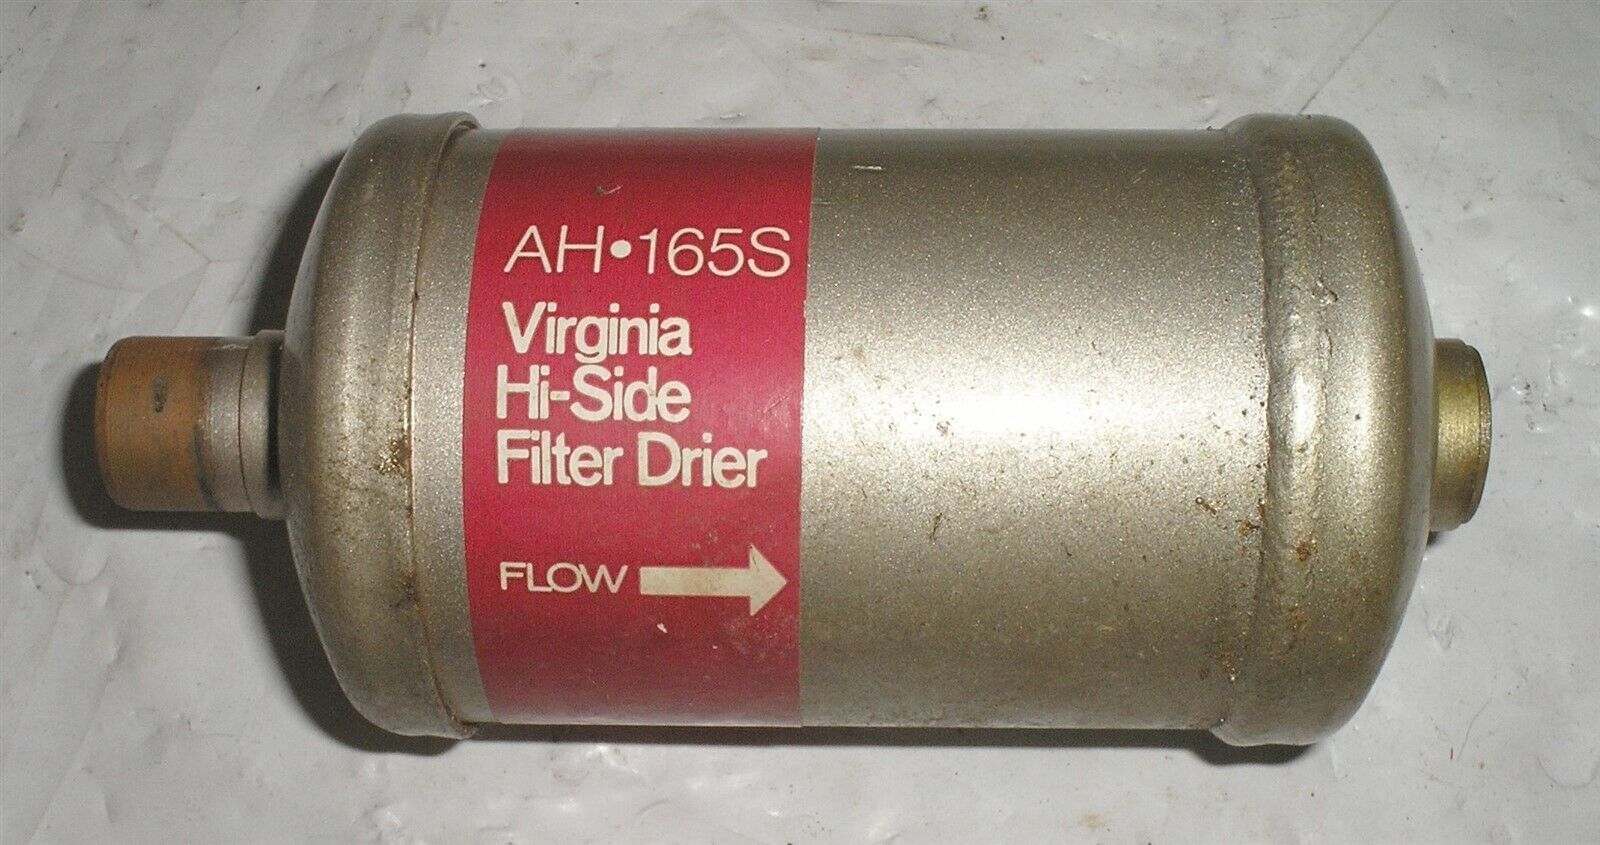 AH•165S
Virginia
Hi-Side
Filter Drier
FLOW